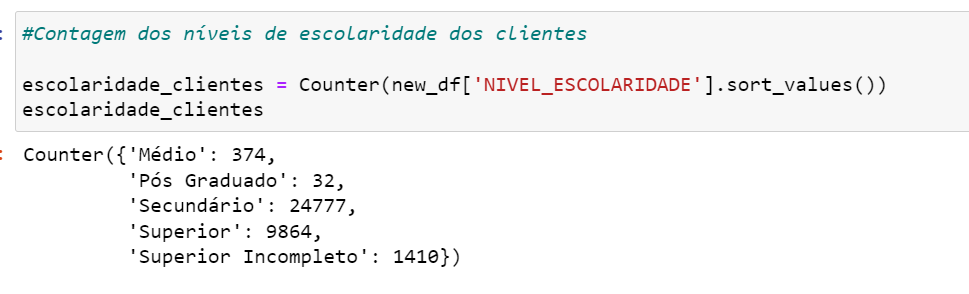 #Contagem dos níveis de escolaridade dos clientes
escolaridade_clientes = Counter(new_df['NIVEL_ESCOLARIDADE'].sort_values())
escolaridade_clientes
Counter({'Médio': 374,
'Pós Graduado': 32,
'Secundário': 24777,
'Superior': 9864,
'Superior Incompleto': 1410})